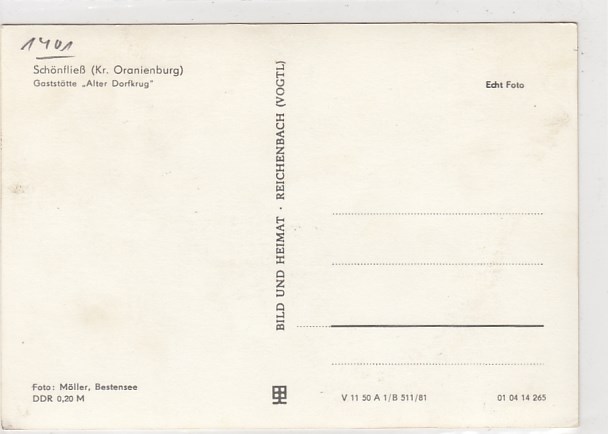 1401
Schönfließ (Kr. Oranienburg)
Gaststätte „Alter Dorfkrug"
BILD UND HEIMAT · REICHENBACH (VOGTL)
Echt Foto
Foto: Möller, Bestensee
DDR 0,20 M
V 11 50 A 1/B 511/81
01 04 14 265